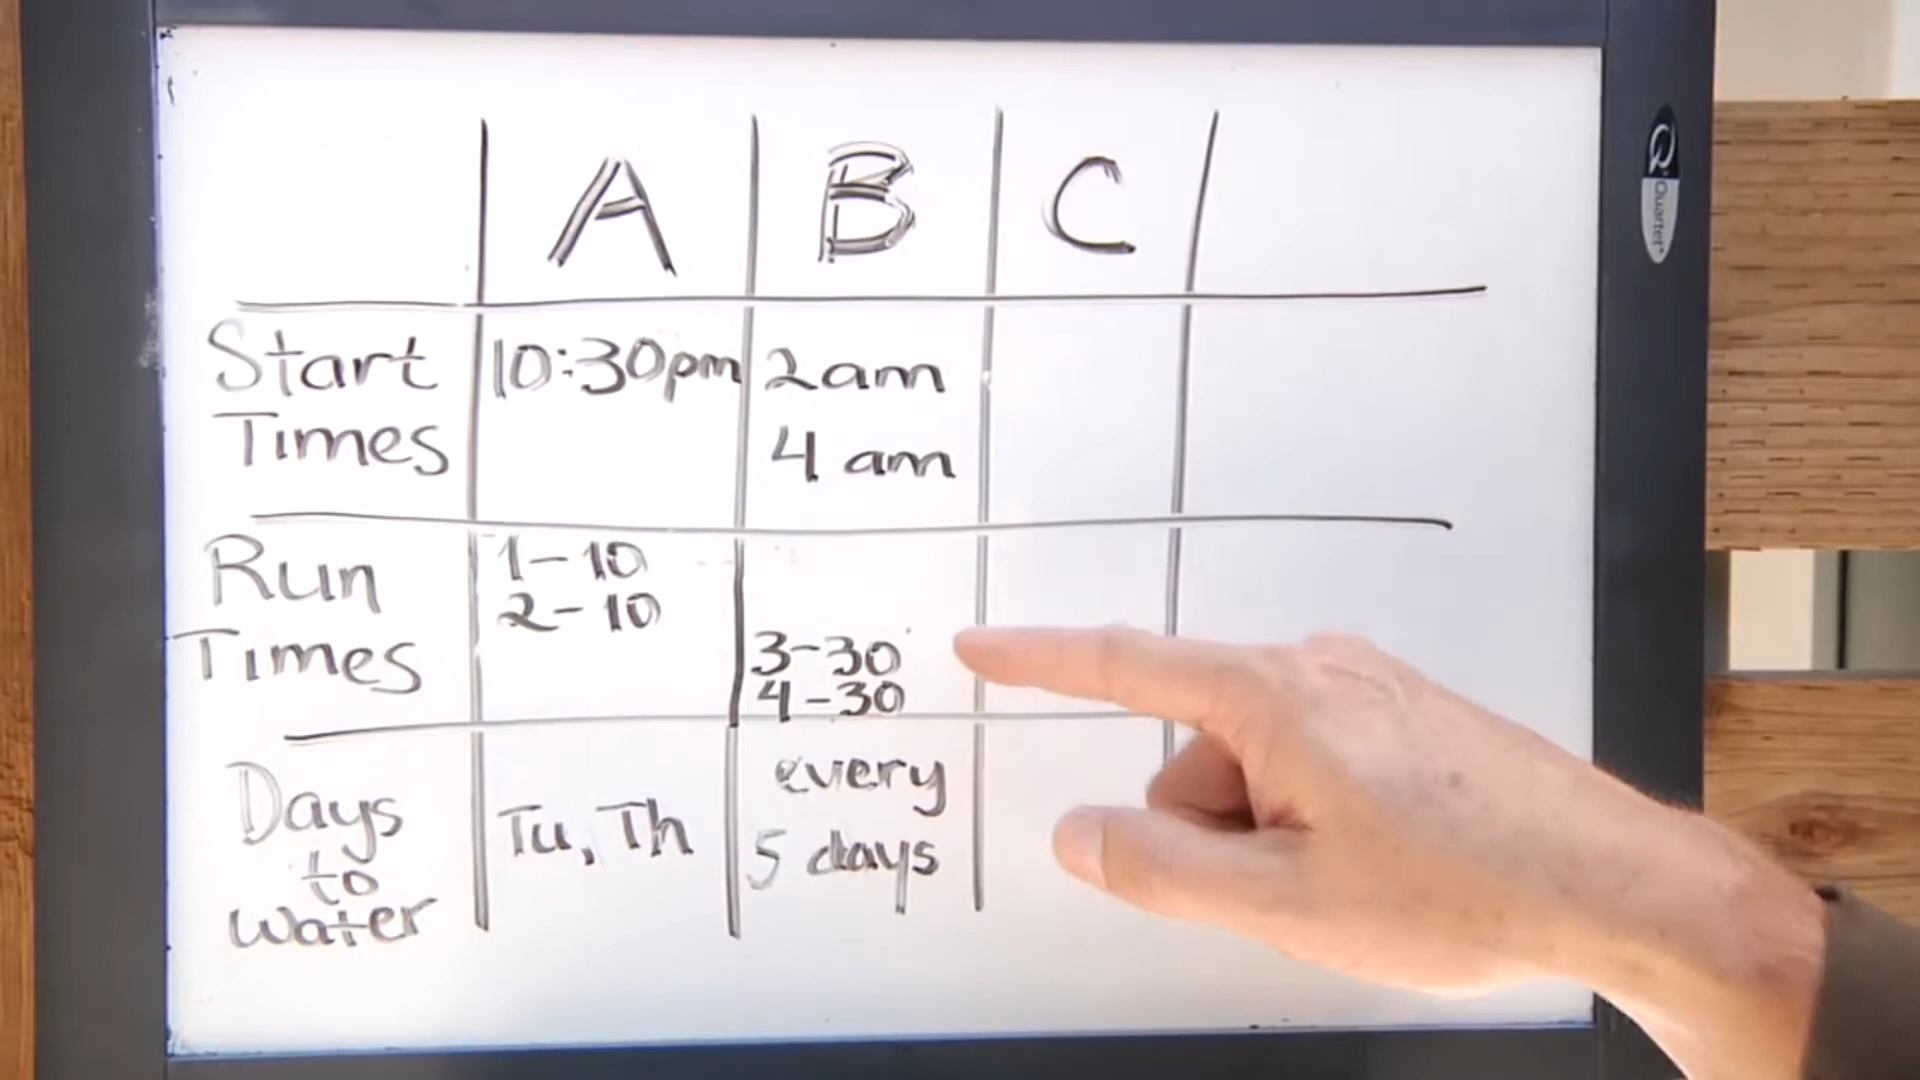 A B C
Start Times 10:30pm 2am
4 am
Run Times 1-10
2-10
3-30
4-30
Days to water Tu, Th every
5 days
Quartet